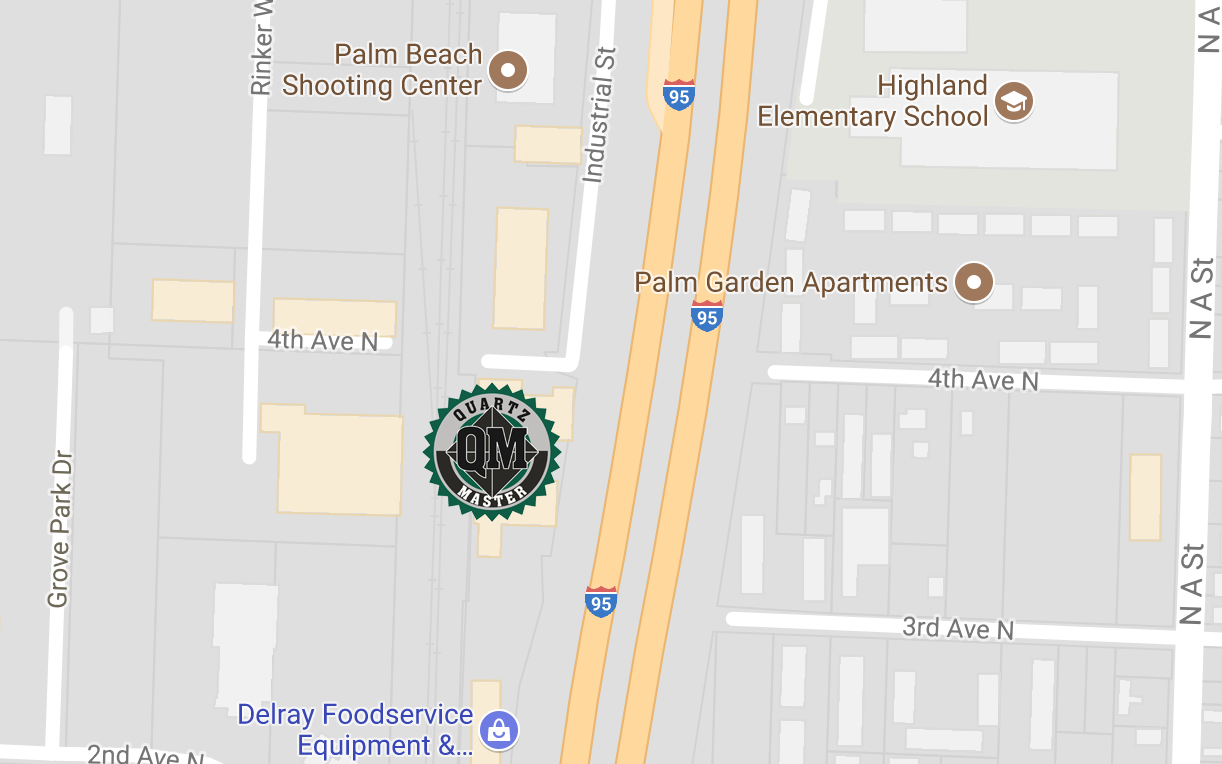 Rinker W
Palm Beach
Shooting Center
Industrial St
95
Highland
Elementary School
N A
Palm Garden Apartments
95
N A St
4th Ave N
4th Ave N
QUARTZ
QM
MASTER
Grove Park Dr
95
3rd Ave N
N A St
Delray Foodservice
Equipment &...
2nd Ave N